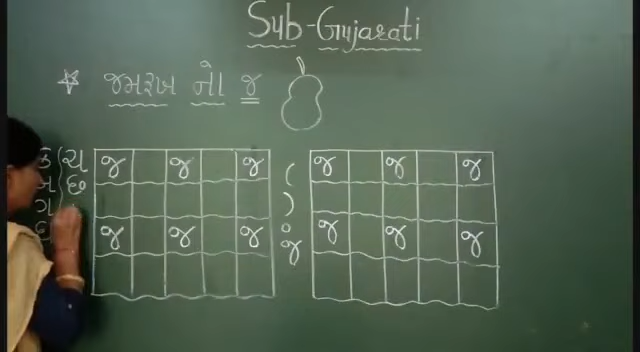 Sub-Gujarati
જમરૂખ નો જ
ક ચ
ખ છ
ગ
જ જ જ
જ જ જ
જ
જ જ જ
જ જ જ